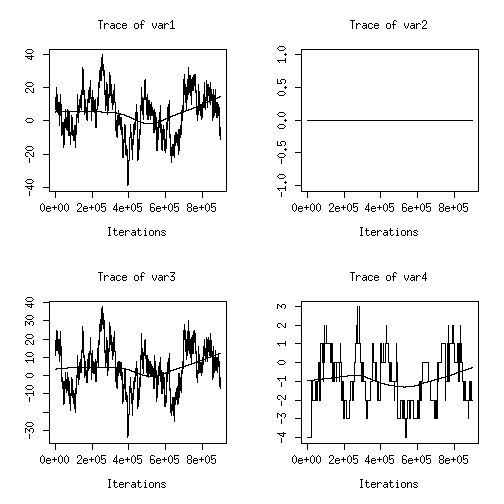 Trace of var1
40
20
0
-20
-40
0e+00 2e+05 4e+05 6e+05 8e+05
Iterations
Trace of var2
1.0
0.5
0.0
-0.5
-1.0
0e+00 2e+05 4e+05 6e+05 8e+05
Iterations
Trace of var3
40
20
10
0
-10
-30
0e+00 2e+05 4e+05 6e+05 8e+05
Iterations
Trace of var4
3
2
1
0
-1
-2
-3
-4
0e+00 2e+05 4e+05 6e+05 8e+05
Iterations